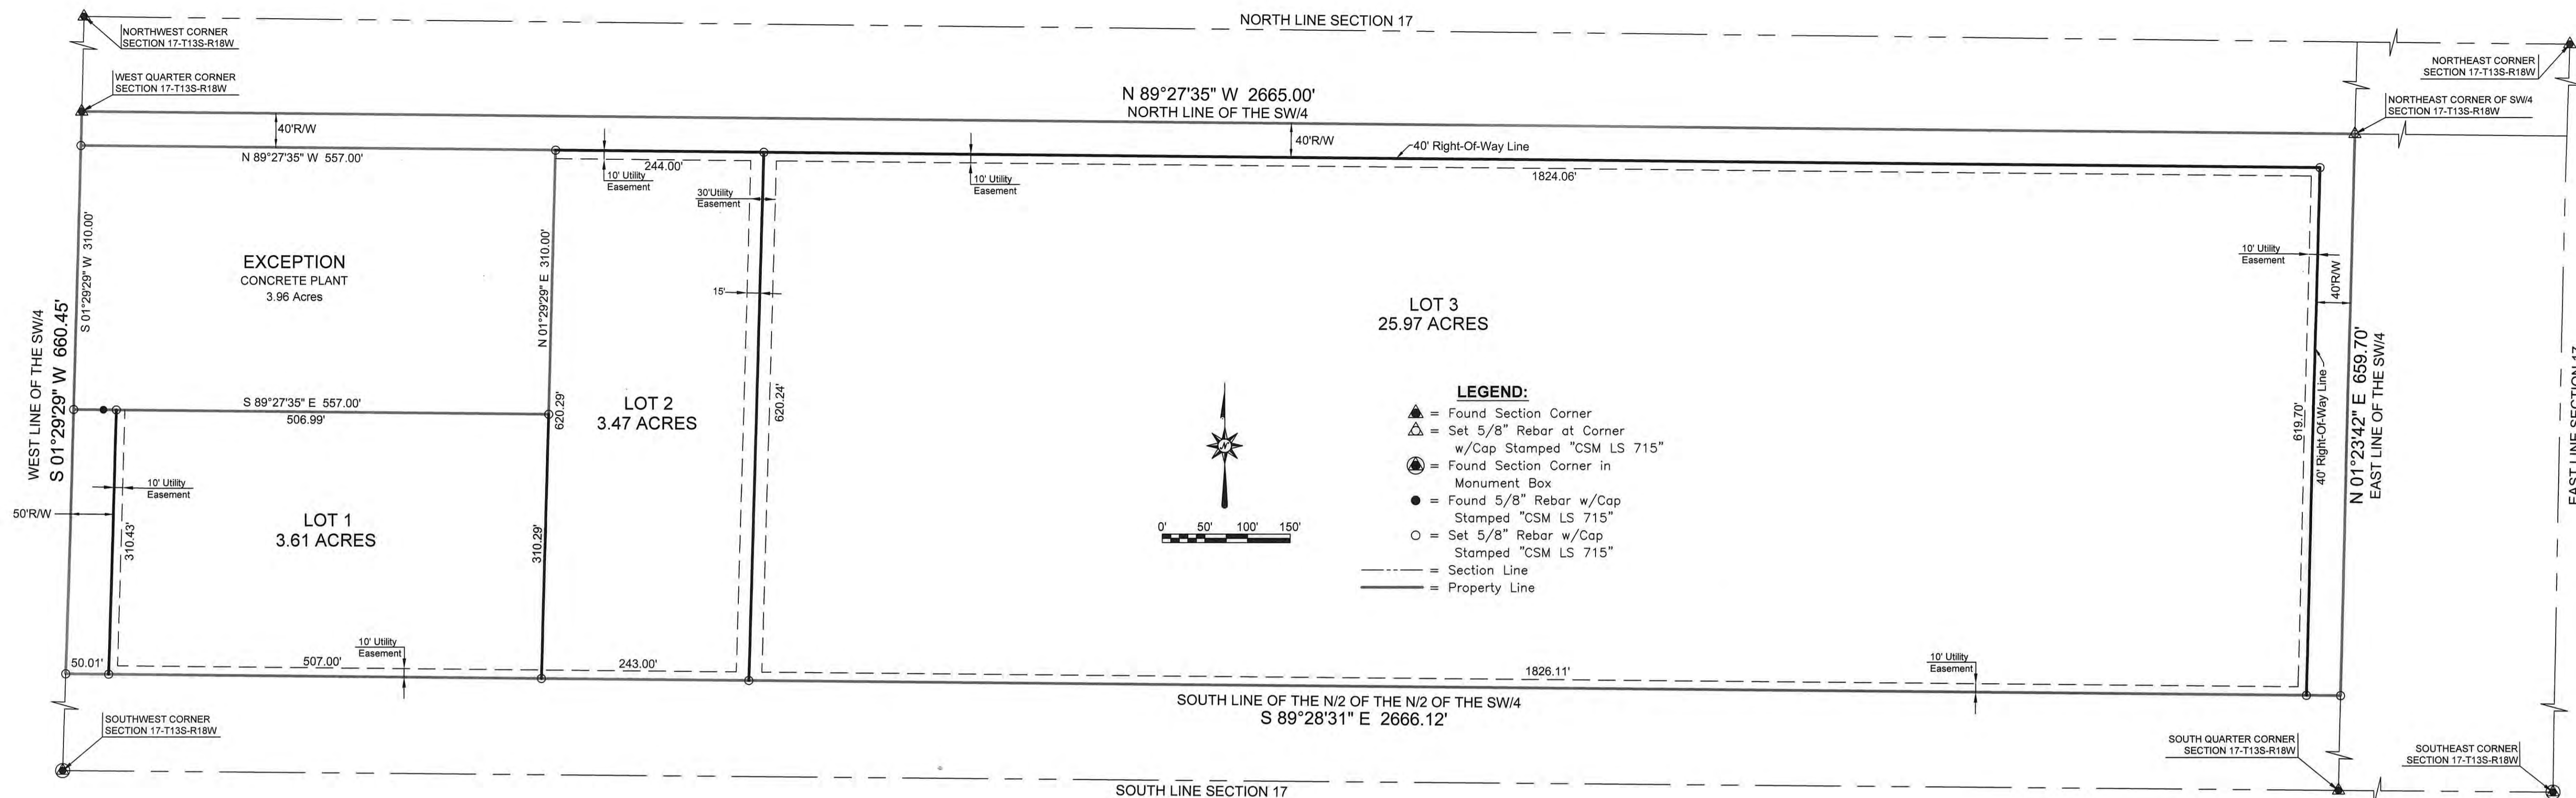 NORTH LINE SECTION 17
NORTHWEST CORNER
SECTION 17-T13S-R18W
NORTHEAST CORNER
SECTION 17-T13S-R18W
WEST QUARTER CORNER
SECTION 17-T13S-R18W
N 89°27'35" W 2665.00'
NORTH LINE OF THE SW/4
NORTHEAST CORNER OF SW/4
SECTION 17-T13S-R18W
40'R/W
40'R/W
40' Right-Of-Way Line
N 89°27'35" W 557.00'
244.00'
1824.06'
10' Utility
Easement
10' Utility
Easement
30'Utility
Easement
S 01°29'29" W 310.00'
EXCEPTION
CONCRETE PLANT
3.96 Acres
N 01°29'29" E 310.00'
15'
10' Utility
Easement
40'R/W
LOT 3
25.97 ACRES
WEST LINE OF THE SW/4
S 01°29'29" W 660.45'
S 89°27'35" E 557.00'
506.99'
620.29'
LOT 2
3.47 ACRES
620.24'
619.70'
40' Right-Of-Way Line
N 01°23'42" E 659.70'
EAST LINE OF THE SW/4
EAST LINE SECTION 17
LEGEND:
= Found Section Corner
= Set 5/8" Rebar at Corner
w/Cap Stamped "CSM LS 715"
= Found Section Corner in
Monument Box
= Found 5/8" Rebar w/Cap
Stamped "CSM LS 715"
= Set 5/8" Rebar w/Cap
Stamped "CSM LS 715"
= Section Line
= Property Line
N
0' 50' 100' 150'
10' Utility
Easement
50'R/W
310.43'
LOT 1
3.61 ACRES
310.29'
10' Utility
Easement
50.01'
507.00'
243.00'
1826.11'
10' Utility
Easement
SOUTH LINE OF THE N/2 OF THE N/2 OF THE SW/4
S 89°28'31" E 2666.12'
SOUTHWEST CORNER
SECTION 17-T13S-R18W
SOUTH QUARTER CORNER
SECTION 17-T13S-R18W
SOUTHEAST CORNER
SECTION 17-T13S-R18W
SOUTH LINE SECTION 17